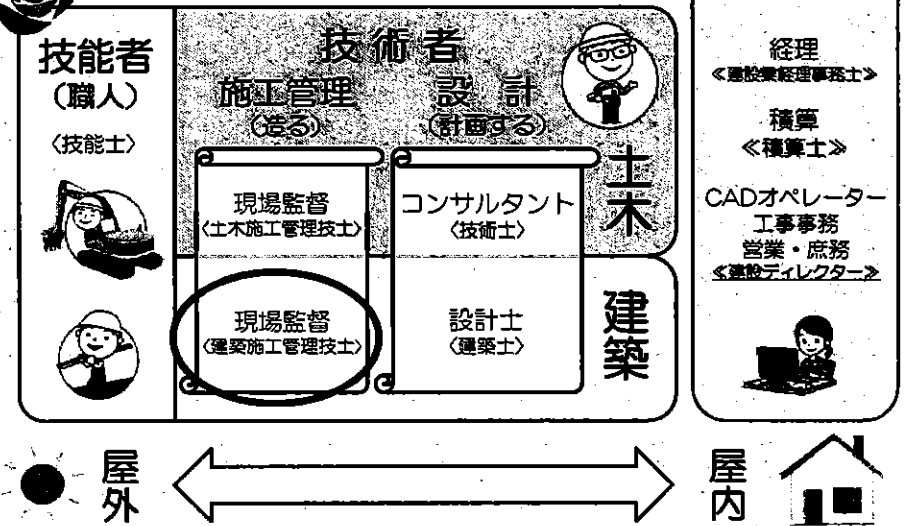 技能者
（職人）
〈技能士〉
技術者
施工管理
（造る）
設計
（計画する）
土木
現場監督
〈土木施工管理技士〉
コンサルタント
〈技術士〉
現場監督
〈建築施工管理技士〉
設計士
〈建築士〉
建築
経理
≪建設業経理事務士≫
積算
≪積算士≫
CADオペレーター
工事事務
営業・庶務
≪建設ディレクター≫
屋外
屋内